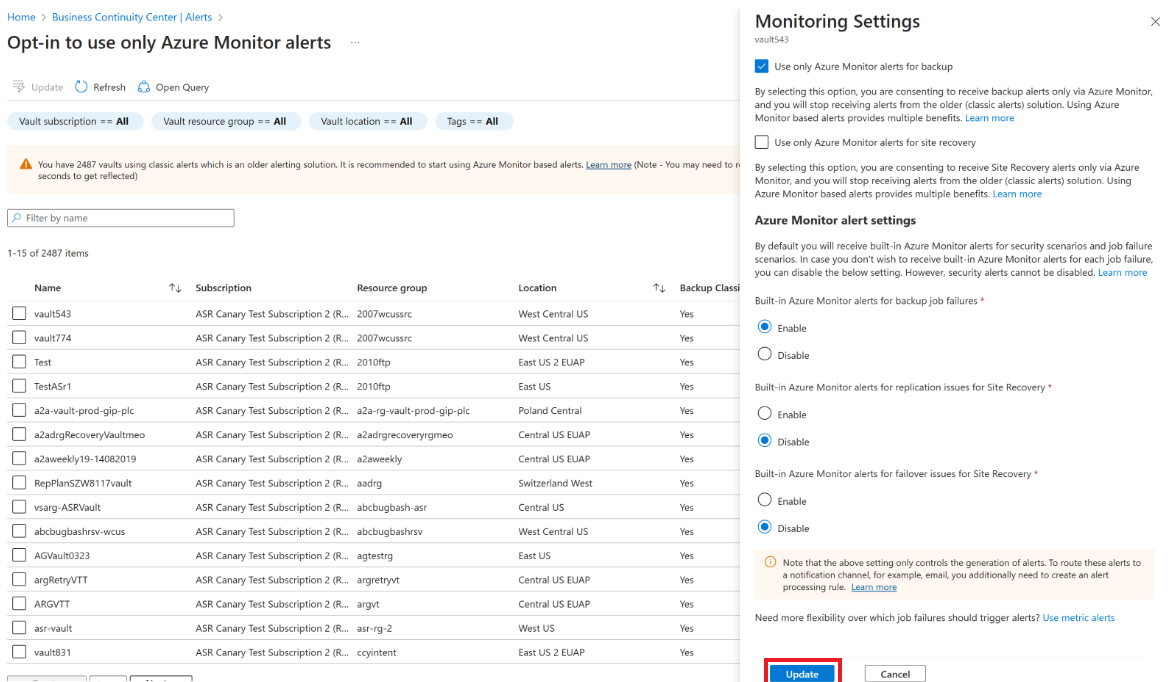 Home > Business Continuity Center | Alerts >
Opt-in to use only Azure Monitor alerts ...
Update Refresh Open Query
Vault subscription == All Vault resource group == All Vault location == All Tags == All
You have 2487 vaults using classic alerts which is an older alerting solution. It is recommended to start using Azure Monitor based alerts. Learn more (Note - You may need to r
seconds to get reflected)
Filter by name
1-15 of 2487 items
Name Subscription Resource group Location Backup Classi
vault543 ASR Canary Test Subscription 2 (R... 2007wcussrc West Central US Yes
vault774 ASR Canary Test Subscription 2 (R... 2007wcussrc West Central US Yes
Test ASR Canary Test Subscription 2 (R... 2010ftp East US 2 EUAP Yes
TestASr1 ASR Canary Test Subscription 2 (R... 2010ftp East US Yes
a2a-vault-prod-gip-plc ASR Canary Test Subscription 2 (R... a2a-rg-vault-prod-gip-plc Poland Central Yes
a2adrgRecoveryVaultmeo ASR Canary Test Subscription 2 (R... a2adrgrecoveryrgmeo Central US EUAP Yes
a2aweekly19-14082019 ASR Canary Test Subscription 2 (R... a2aweekly Central US EUAP Yes
RepPlanSZW8117vault ASR Canary Test Subscription 2 (R... aadrg Switzerland West Yes
vsarg-ASRVault ASR Canary Test Subscription 2 (R... abcbugbash-asr Central US Yes
abcbugbashrsv-wcus ASR Canary Test Subscription 2 (R... abcbugbashrsv West Central US Yes
AGVault0323 ASR Canary Test Subscription 2 (R... agtestrg East US Yes
argRetryVTT ASR Canary Test Subscription 2 (R... argretryvt Central US EUAP Yes
ARGVTT ASR Canary Test Subscription 2 (R... argvt Central US EUAP Yes
asr-vault ASR Canary Test Subscription 2 (R... asr-rg-2 West US Yes
vault831 ASR Canary Test Subscription 2 (R... ccyintent East US 2 EUAP Yes
Monitoring Settings
vault543
Use only Azure Monitor alerts for backup
By selecting this option, you are consenting to receive backup alerts only via Azure Monitor,
and you will stop receiving alerts from the older (classic alerts) solution. Using Azure
Monitor based alerts provides multiple benefits. Learn more
Use only Azure Monitor alerts for site recovery
By selecting this option, you are consenting to receive Site Recovery alerts only via Azure
Monitor, and you will stop receiving alerts from the older (classic alerts) solution. Using
Azure Monitor based alerts provides multiple benefits. Learn more
Azure Monitor alert settings
By default you will receive built-in Azure Monitor alerts for security scenarios and job failure
scenarios. In case you don't wish to receive built-in Azure Monitor alerts for each job failure,
you can disable the below setting. However, security alerts cannot be disabled. Learn more
Built-in Azure Monitor alerts for backup job failures *
Enable
Disable
Built-in Azure Monitor alerts for replication issues for Site Recovery *
Enable
Disable
Built-in Azure Monitor alerts for failover issues for Site Recovery *
Enable
Disable
Note that the above setting only controls the generation of alerts. To route these alerts to
a notification channel, for example, email, you additionally need to create an alert
processing rule. Learn more
Need more flexibility over which job failures should trigger alerts? Use metric alerts
Update Cancel